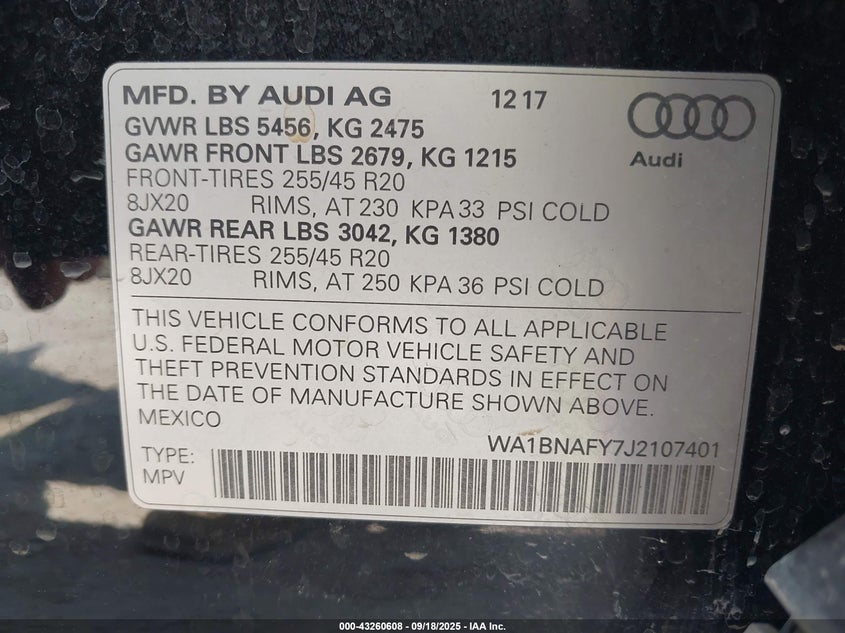 MFD. BY AUDI AG 12 17
GVWR LBS 5456, KG 2475
GAWR FRONT LBS 2679, KG 1215
Audi
FRONT-TIRES 255/45 R20
8JX20 RIMS, AT 230 KPA 33 PSI COLD
GAWR REAR LBS 3042, KG 1380
REAR-TIRES 255/45 R20
8JX20 RIMS, AT 250 KPA 36 PSI COLD
THIS VEHICLE CONFORMS TO ALL APPLICABLE
U.S. FEDERAL MOTOR VEHICLE SAFETY AND
THEFT PREVENTION STANDARDS IN EFFECT ON
THE DATE OF MANUFACTURE SHOWN ABOVE.
MEXICO
WA1BNAFY7J2107401
TYPE:
MPV
000-43260608 - 09/18/2025 - IAA Inc.